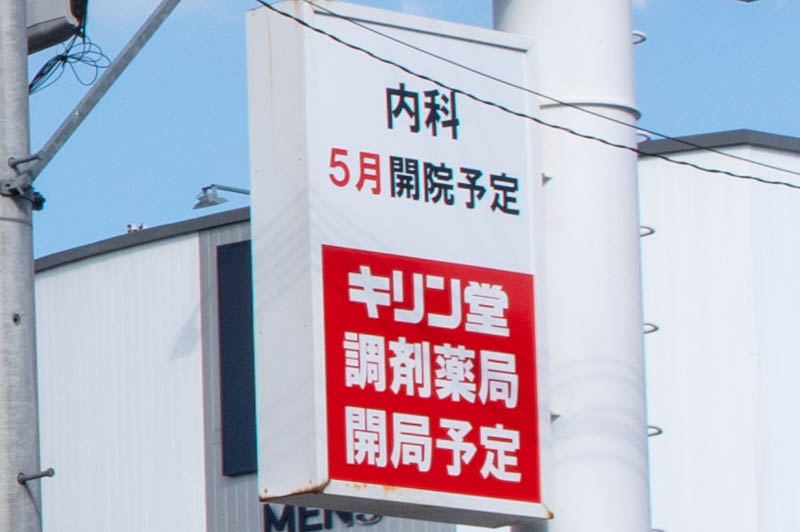 内科
5月開院予定
キリン堂
調剤薬局
開局予定
MEN'S